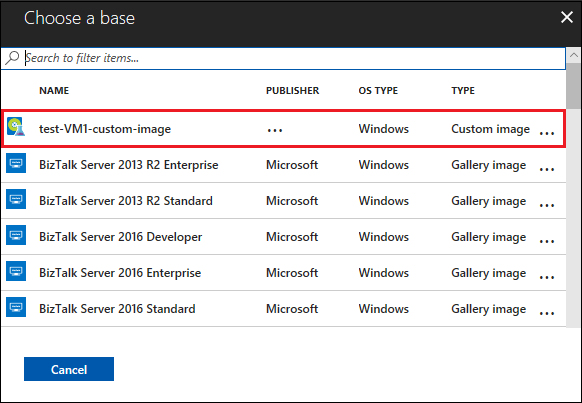 Choose a base
Search to filter items...
NAME PUBLISHER OS TYPE TYPE
test-VM1-custom-image ... Windows Custom image ...
BizTalk Server 2013 R2 Enterprise Microsoft Windows Gallery image ...
BizTalk Server 2013 R2 Standard Microsoft Windows Gallery image ...
BizTalk Server 2016 Developer Microsoft Windows Gallery image ...
BizTalk Server 2016 Enterprise Microsoft Windows Gallery image ...
BizTalk Server 2016 Standard Microsoft Windows Gallery image ...
Cancel